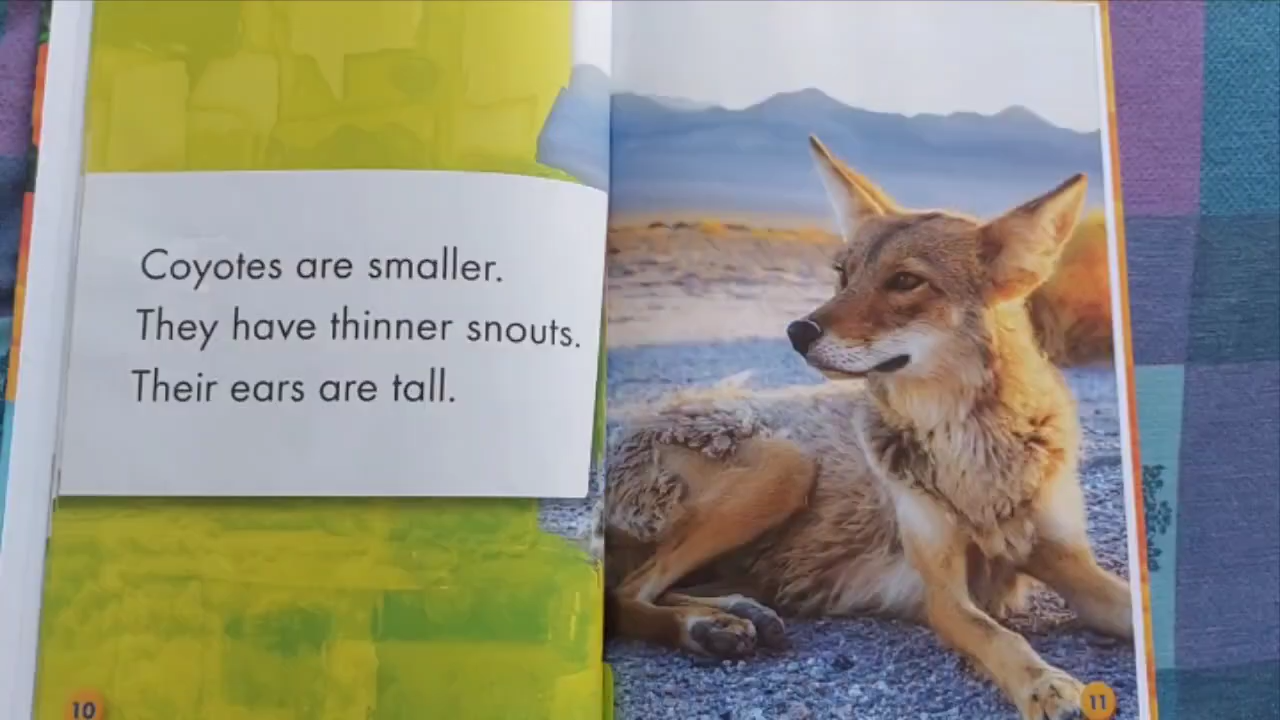 Coyotes are smaller.
They have thinner snouts.
Their ears are tall.
10
11